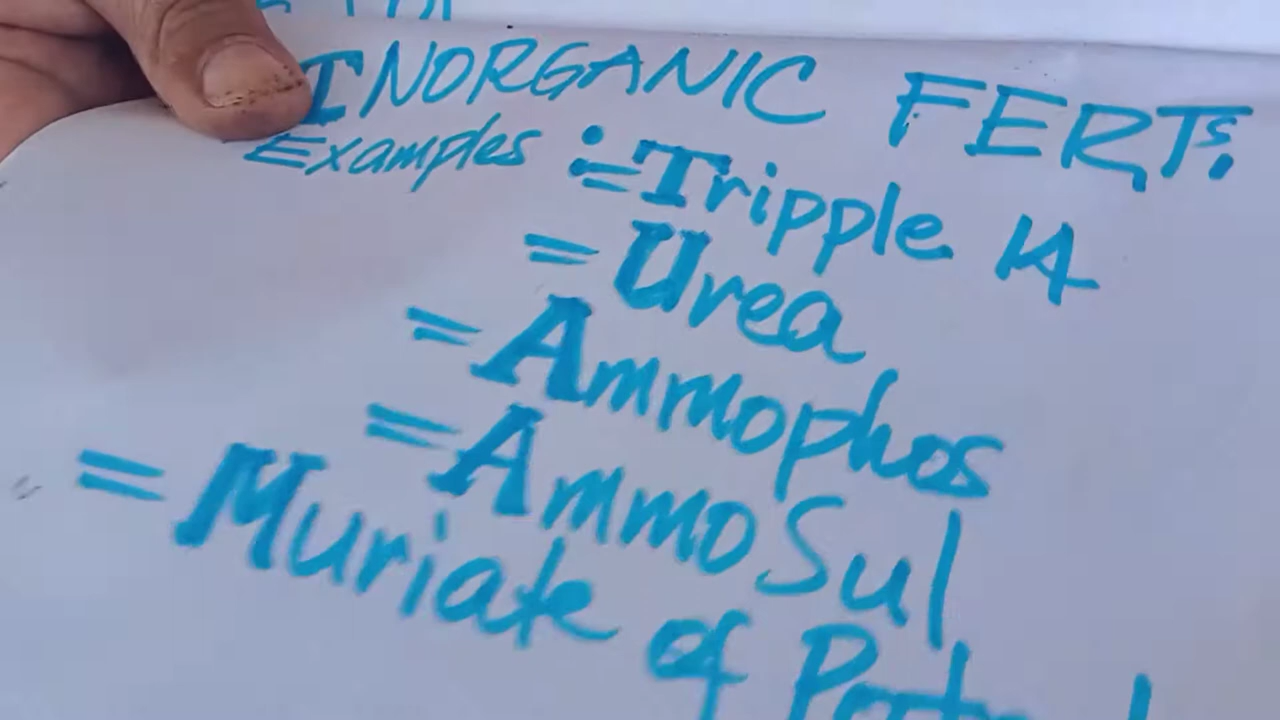 INORGANIC FERTS.
Examples := Tripple 14
= Urea
= Ammophos
= AmmoSul
= Muriate of